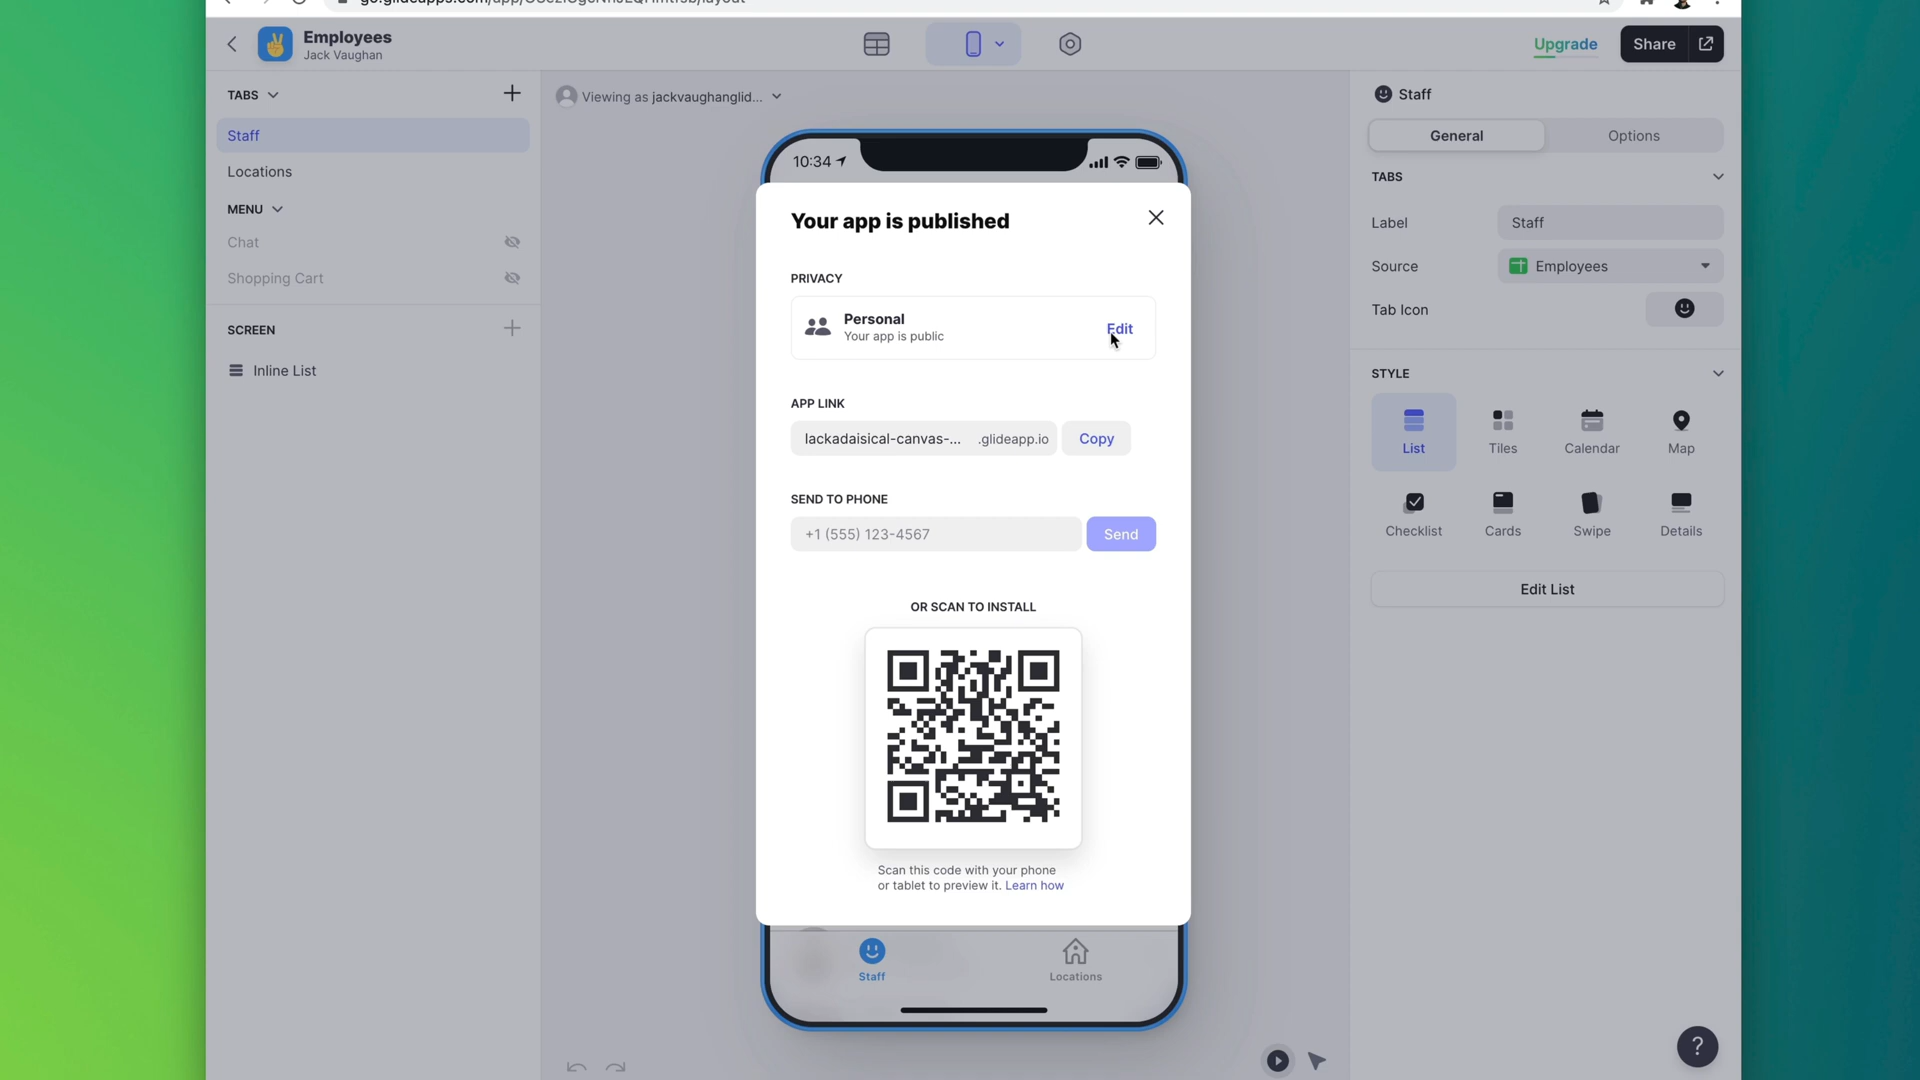 Employees
Jack Vaughan
Upgrade
Share
TABS
Staff
Locations
MENU
Chat
Shopping Cart
SCREEN
Inline List
Viewing as jackvaughanglid...
10:34
Your app is published
PRIVACY
Personal
Your app is public
Edit
APP LINK
lackadaisical-canvas-... .glideapp.io
Copy
SEND TO PHONE
+1 (555) 123-4567
Send
OR SCAN TO INSTALL
Scan this code with your phone
or tablet to preview it. Learn how
Staff
Locations
Staff
General
Options
TABS
Label
Staff
Source
Employees
Tab Icon
STYLE
List
Tiles
Calendar
Map
Checklist
Cards
Swipe
Details
Edit List
?